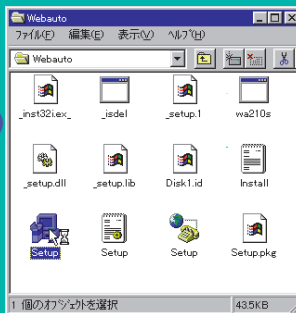 Webauto
ファイル(F) 編集(E) 表示(V) ヘルプ(H)
Webauto
_inst32i.ex_ _isdel _setup.1 wa210s
_setup.dll _setup.lib Disk1.id Install
Setup Setup Setup Setup.pkg
1 個のオブジェクトを選択 43.5KB